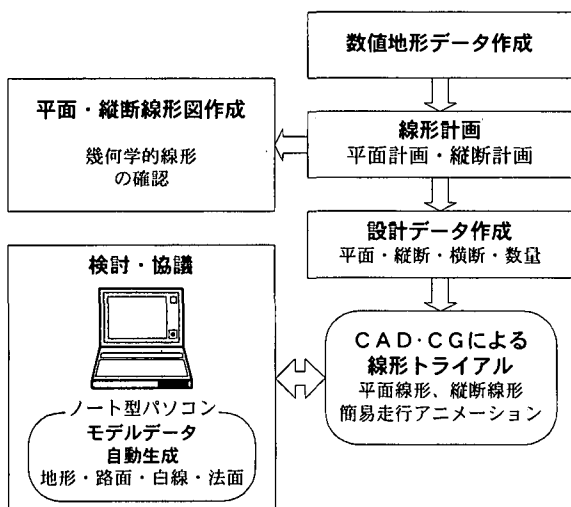 数値地形データ作成
平面・縦断線形図作成
幾何学的線形
の確認
線形計画
平面計画・縦断計画
設計データ作成
平面・縦断・横断・数量
検討・協議
ノート型パソコン
モデルデータ
自動生成
地形・路面・白線・法面
CAD・CGによる
線形トライアル
平面線形、縦断線形
簡易走行アニメーション